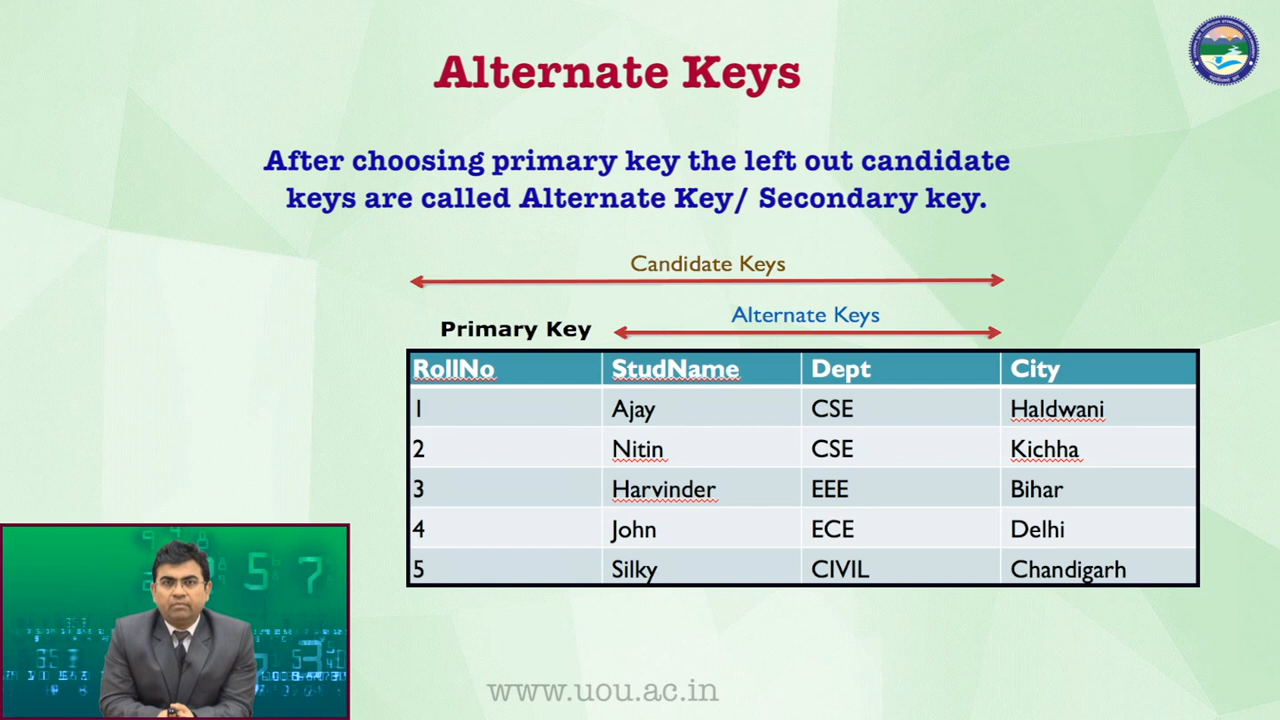 Alternate Keys
After choosing primary key the left out candidate
keys are called Alternate Key/ Secondary key.
Candidate Keys
Alternate Keys
Primary Key
RollNo StudName Dept City
1 Ajay CSE Haldwani
2 Nitin CSE Kichha
3 Harvinder EEE Bihar
4 John ECE Delhi
5 Silky CIVIL Chandigarh
www.uou.ac.in